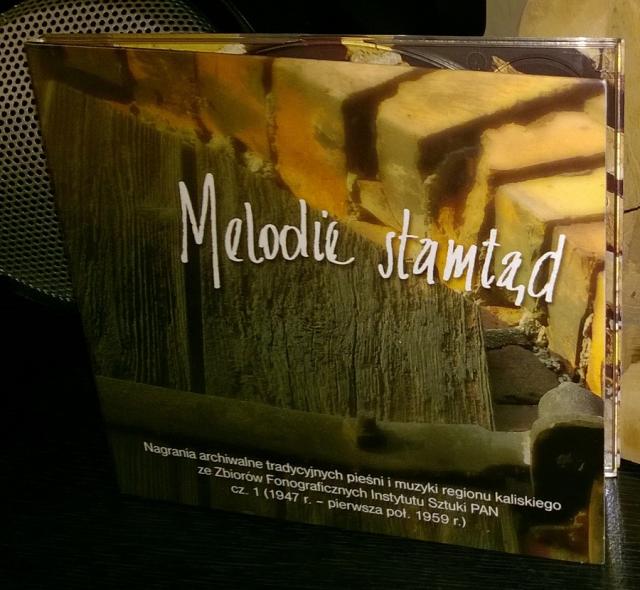 Melodie stamtąd
Nagrania archiwalne tradycyjnych pieśni i muzyki regionu kaliskiego
ze Zbiorów Fonograficznych Instytutu Sztuki PAN
cz. 1 (1947 r. – pierwsza poł. 1959 r.)